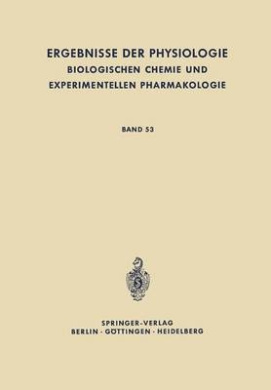 ERGEBNISSE DER PHYSIOLOGIE
BIOLOGISCHEN CHEMIE UND
EXPERIMENTELLEN PHARMAKOLOGIE
BAND 53
SPRINGER-VERLAG
BERLIN · GÖTTINGEN · HEIDELBERG